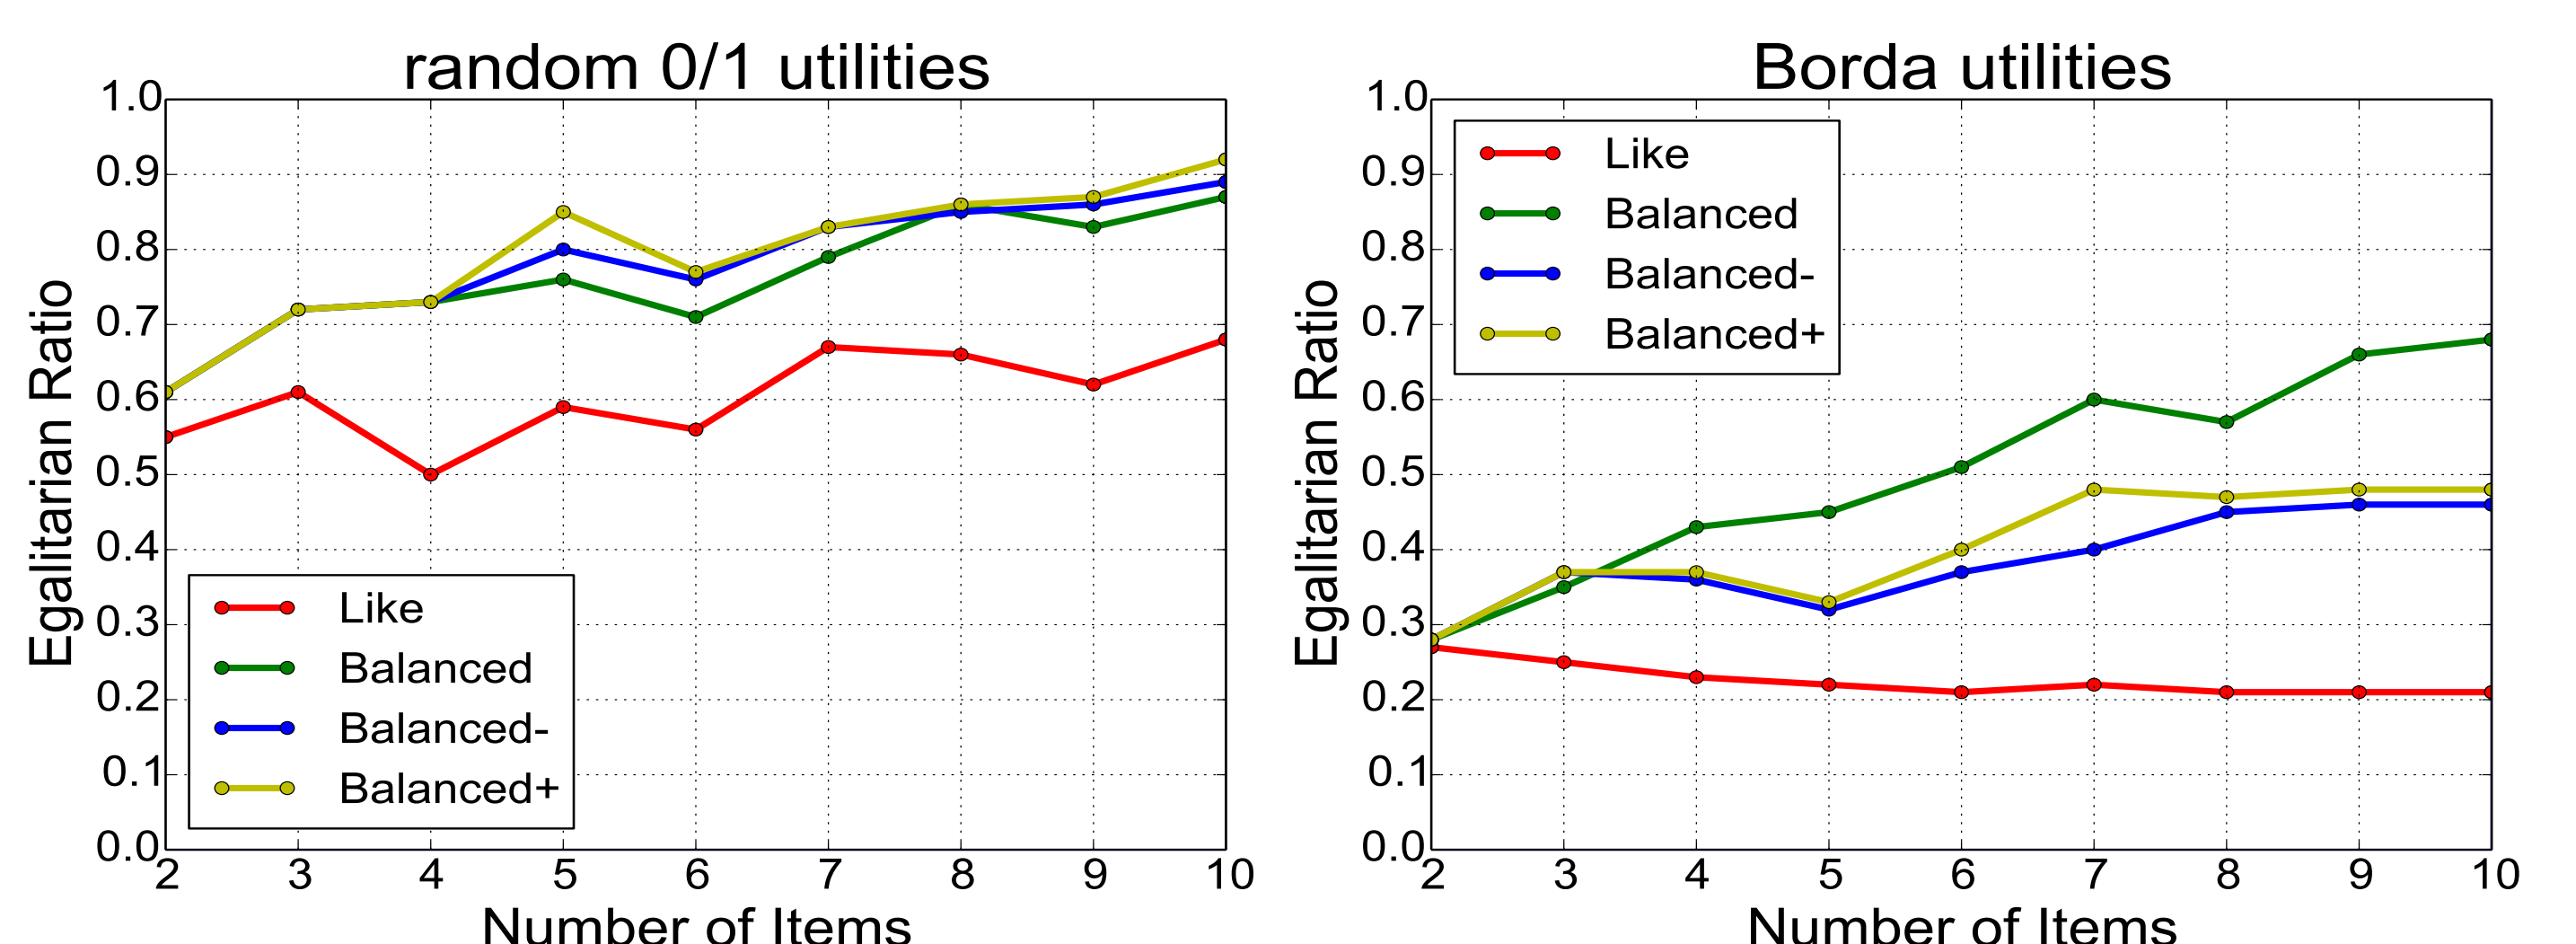 random 0/1 utilities
1.0
0.9
0.8
0.7
0.6
0.5
0.4
0.3
0.2
0.1
0.0
Egalitarian Ratio
Like
Balanced
Balanced-
Balanced+
2 3 4 5 6 7 8 9 10
Number of Items
Borda utilities
1.0
0.9
0.8
0.7
0.6
0.5
0.4
0.3
0.2
0.1
0.0
Egalitarian Ratio
Like
Balanced
Balanced-
Balanced+
2 3 4 5 6 7 8 9 10
Number of Items